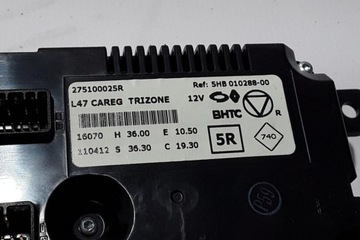 275100025R Ref: 5HB 010288-00
L47 CAREG TRIZONE 12V
BHTC R
16070 H 36.00 E 10.50 5R 740
110412 S 36.30 C 19.30